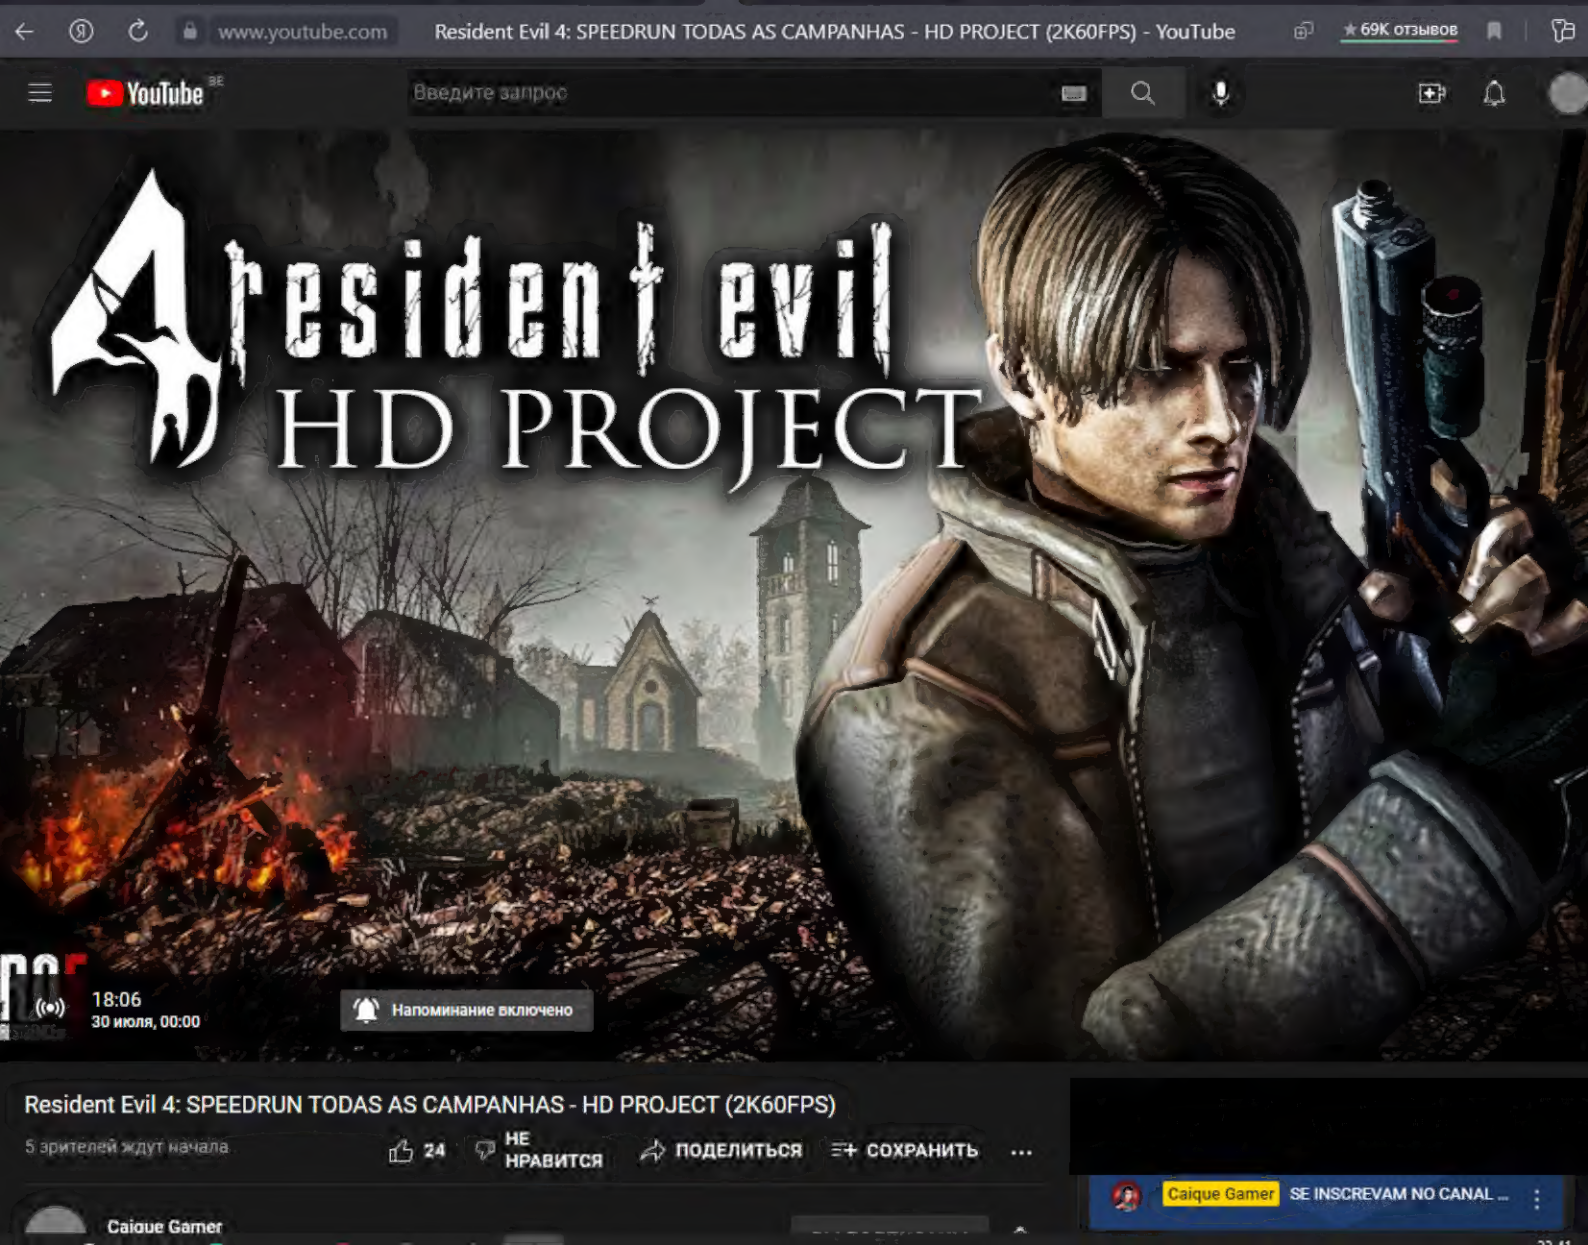 www.youtube.com
Resident Evil 4: SPEEDRUN TODAS AS CAMPANHAS - HD PROJECT (2K60FPS) - YouTube
★ 69K отзывов
YouTube BE
Введите запрос
4 resident evil
HD PROJECT
18:06
30 июля, 00:00
Напоминание включено
Resident Evil 4: SPEEDRUN TODAS AS CAMPANHAS - HD PROJECT (2K60FPS)
5 зрителей ждут начала
24
НЕ
НРАВИТСЯ
ПОДЕЛИТЬСЯ
СОХРАНИТЬ
Caique Gamer
Caique Gamer SE INSCREVAM NO CANAL ...